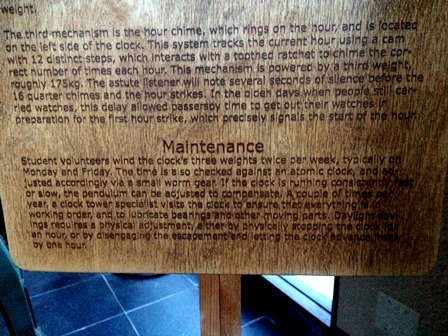 weight.
The third mechanism is the hour chime, which rings on the hour, and is located
on the left side of the clock. This system tracks the current hour using a cam
with 12 distinct steps, which interacts with a toothed ratchet to chime the cor-
rect number of times each hour. This mechanism is powered by a third weight,
roughly 175kg. The astute listener will note several seconds of silence before the
16 quarter chimes and the hour strikes. In the olden days when people still car-
ried watches, this delay allowed passersby time to get out their watches in
preparation for the first hour strike, which precisely signals the start of the hour.
Maintenance
Student volunteers wind the clock's three weights twice per week, typically on
Monday and Friday. The time is also checked against an atomic clock, and ad-
justed accordingly via a small worm gear. If the clock is running consistently fast
or slow, the pendulum can be adjusted to compensate. A couple of times per
year, a clock tower specialist visits the clock to ensure that everything is in
working order, and to lubricate bearings and other moving parts. Daylight sav-
ings requires a physical adjustment, either by physically stopping the clock for
an hour, or by disengaging the escapement and letting the clock advance freely
by one hour.